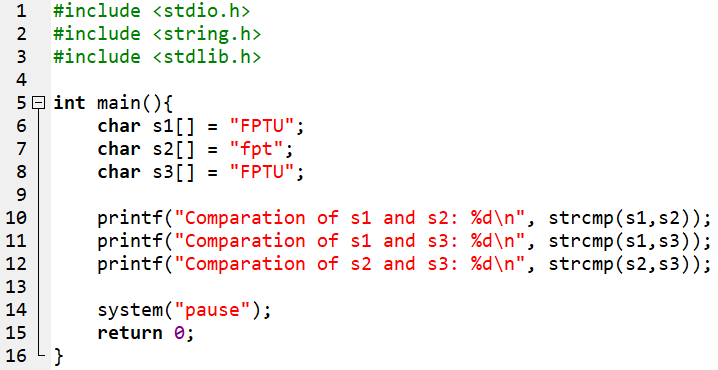 1 #include <stdio.h>
2 #include <string.h>
3 #include <stdlib.h>
4
5 int main(){
6     char s1[] = "FPTU";
7     char s2[] = "fpt";
8     char s3[] = "FPTU";
9
10     printf("Comparation of s1 and s2: %d\n", strcmp(s1,s2));
11     printf("Comparation of s1 and s3: %d\n", strcmp(s1,s3));
12     printf("Comparation of s2 and s3: %d\n", strcmp(s2,s3));
13
14     system("pause");
15     return 0;
16 }